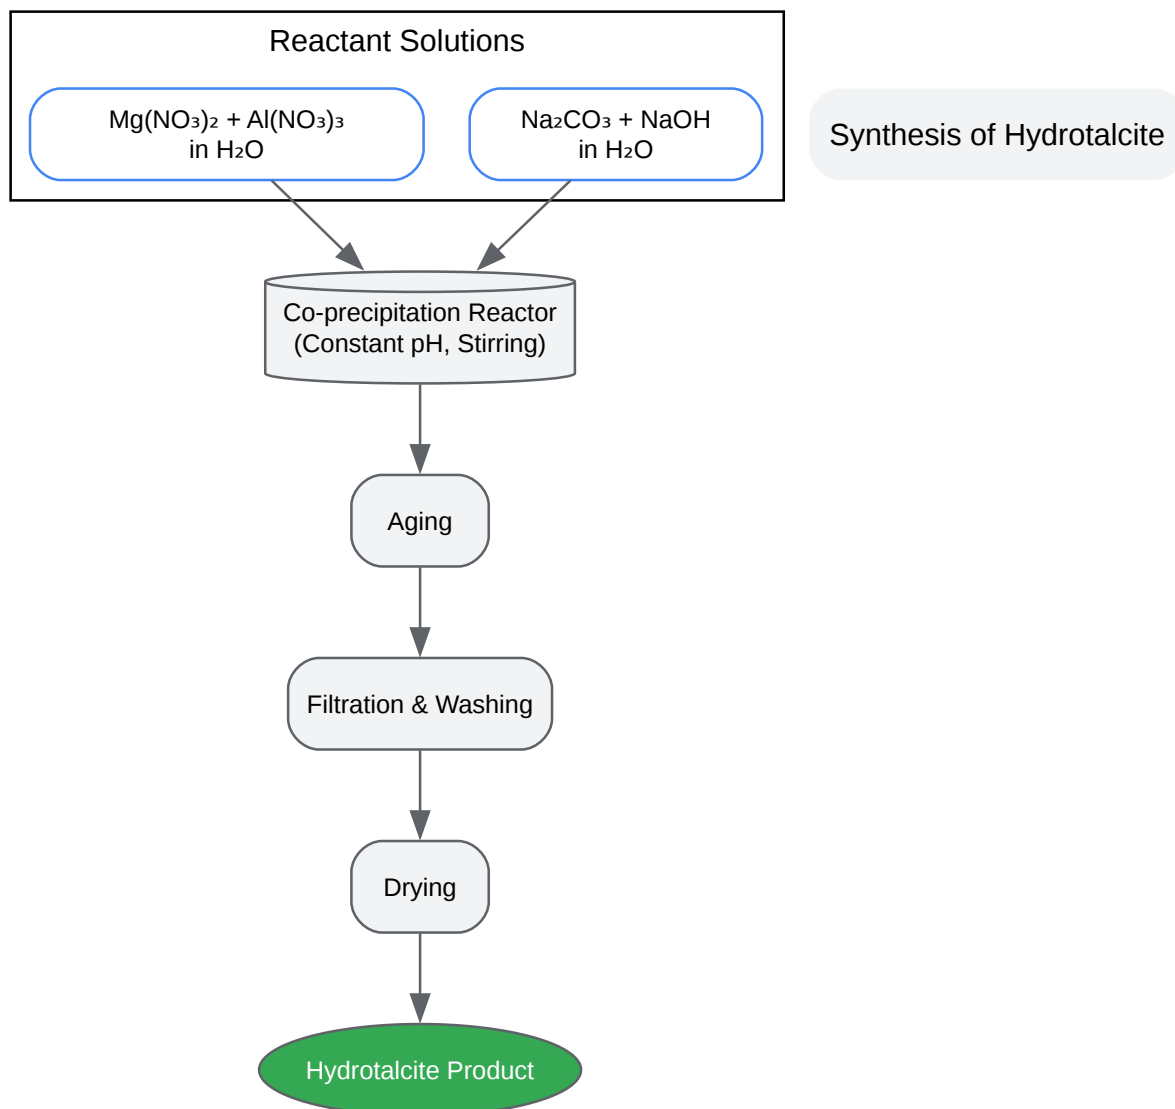 Reactant Solutions
Mg(NO₃)₂ + Al(NO₃)₃
in H₂O
Na₂CO₃ + NaOH
in H₂O
Synthesis of Hydrotalcite
Co-precipitation Reactor
(Constant pH, Stirring)
Aging
Filtration & Washing
Drying
Hydrotalcite Product